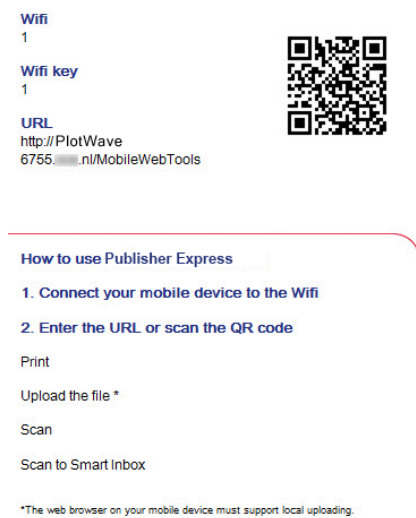 Wifi
1
Wifi key
1
URL
http://PlotWave
6755. .nl/MobileWebTools
How to use Publisher Express
1. Connect your mobile device to the Wifi
2. Enter the URL or scan the QR code
Print
Upload the file *
Scan
Scan to Smart Inbox
*The web browser on your mobile device must support local uploading.